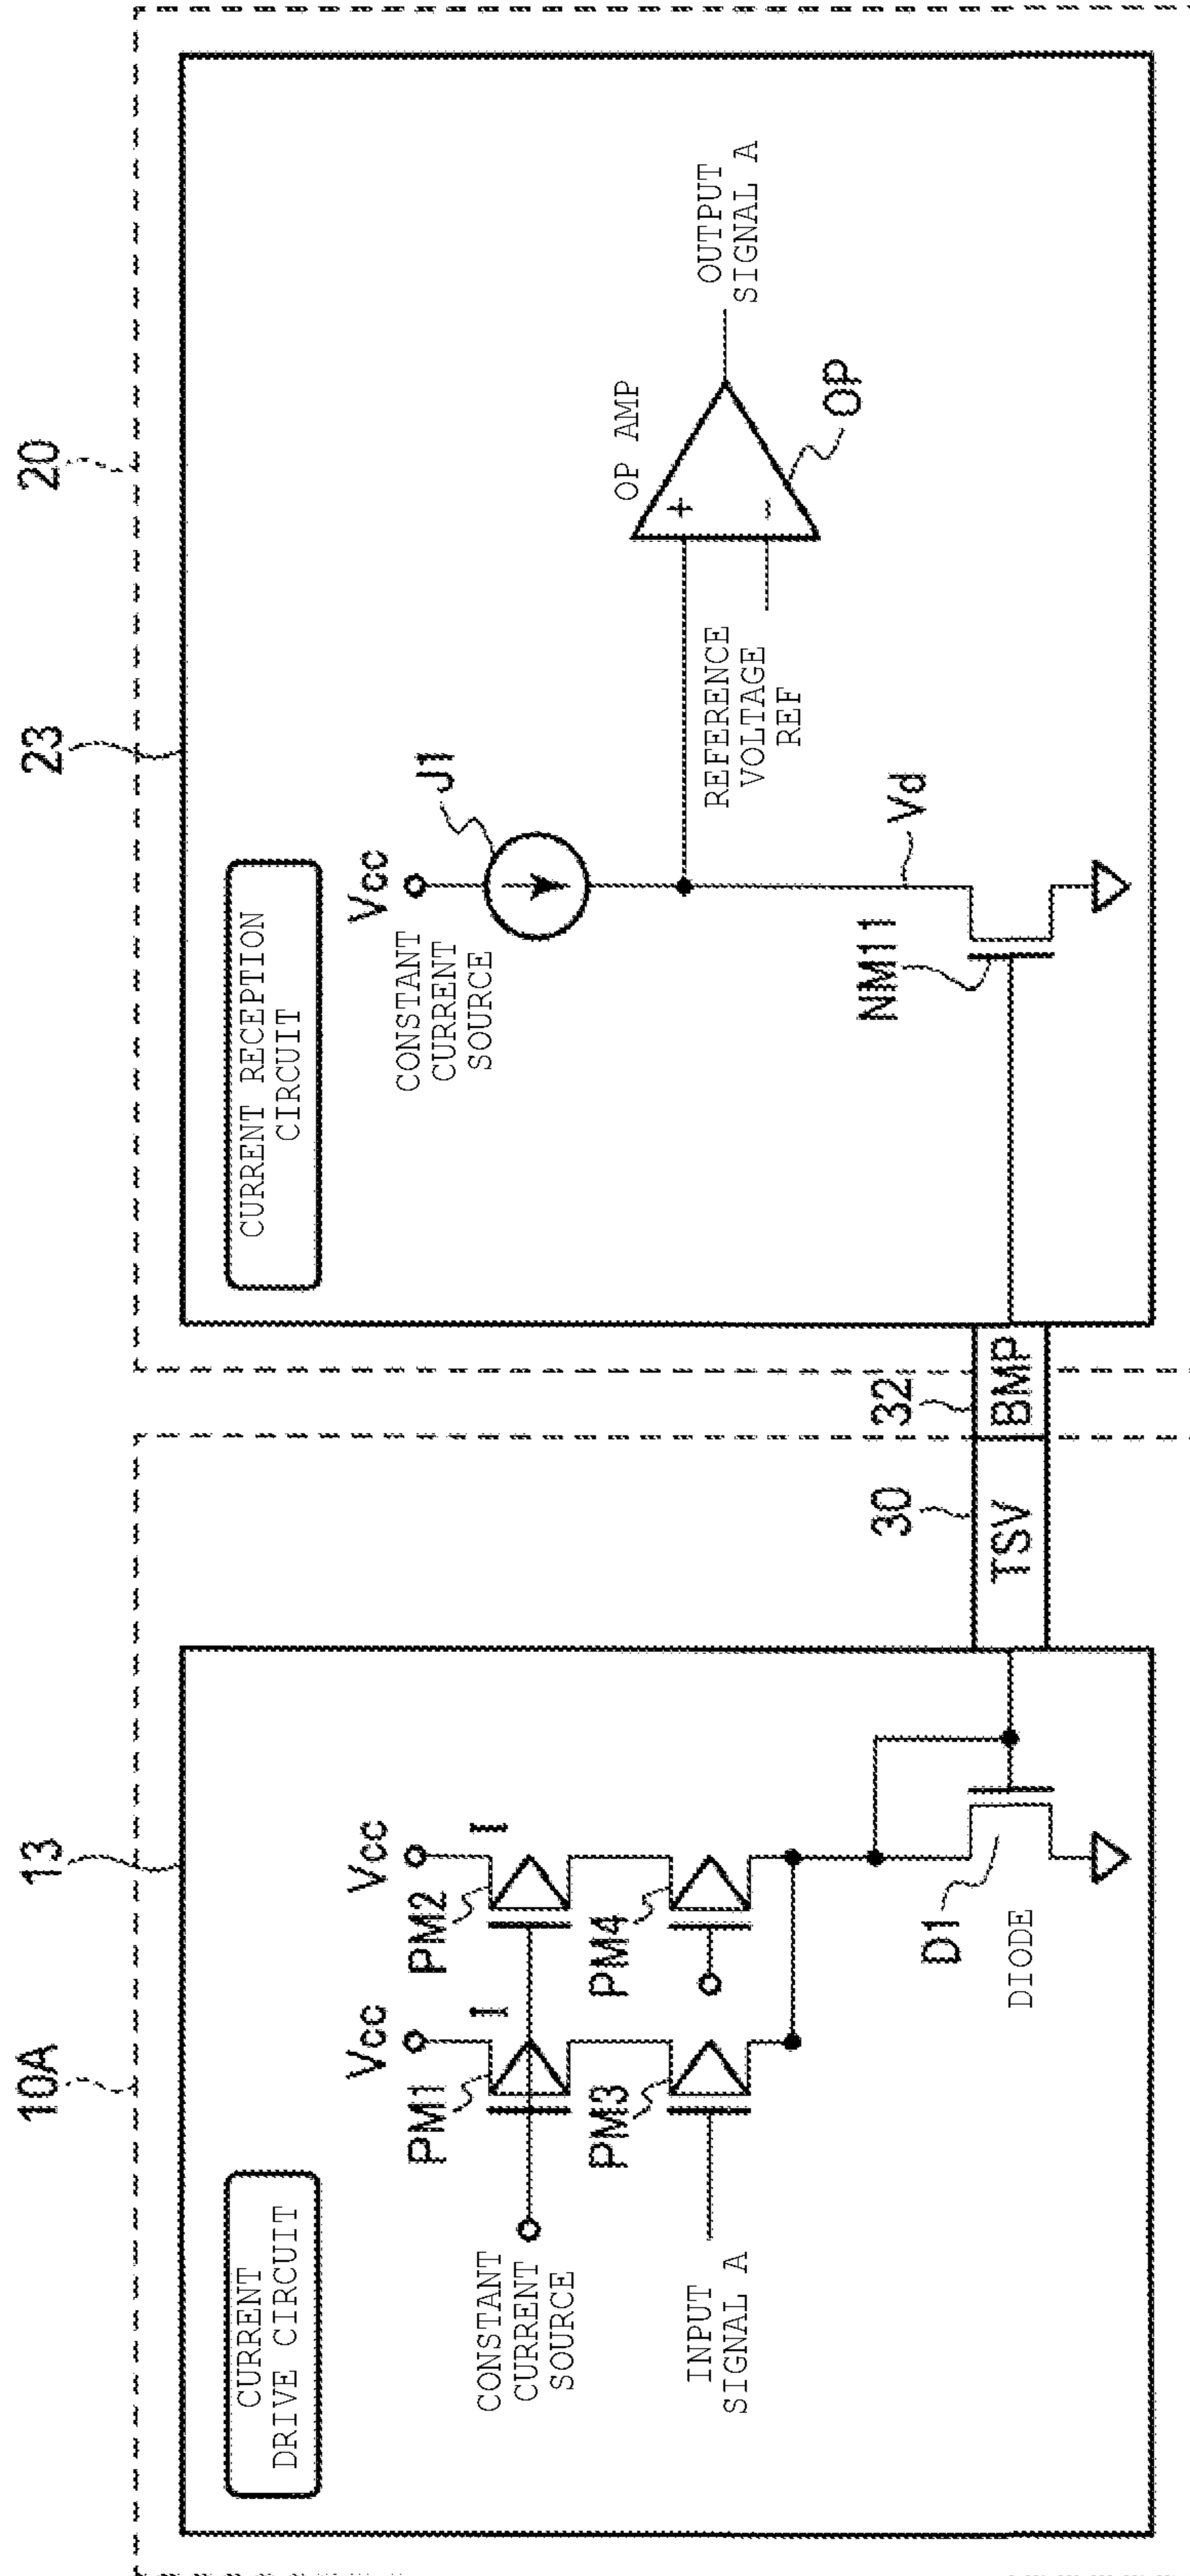 10A
13
23
20
CURRENT
DRIVE CIRCUIT
Vcc
Vcc
PM1
I
PM2
I
CONSTANT
CURRENT
SOURCE
PM3
PM4
INPUT
SIGNAL A
D1
DIODE
30
TSV
32
BMP
CURRENT RECEPTION
CIRCUIT
Vcc
J1
CONSTANT
CURRENT
SOURCE
OP AMP
+
-
OP
OUTPUT
SIGNAL A
REFERENCE
VOLTAGE
REF
NM11
Vd